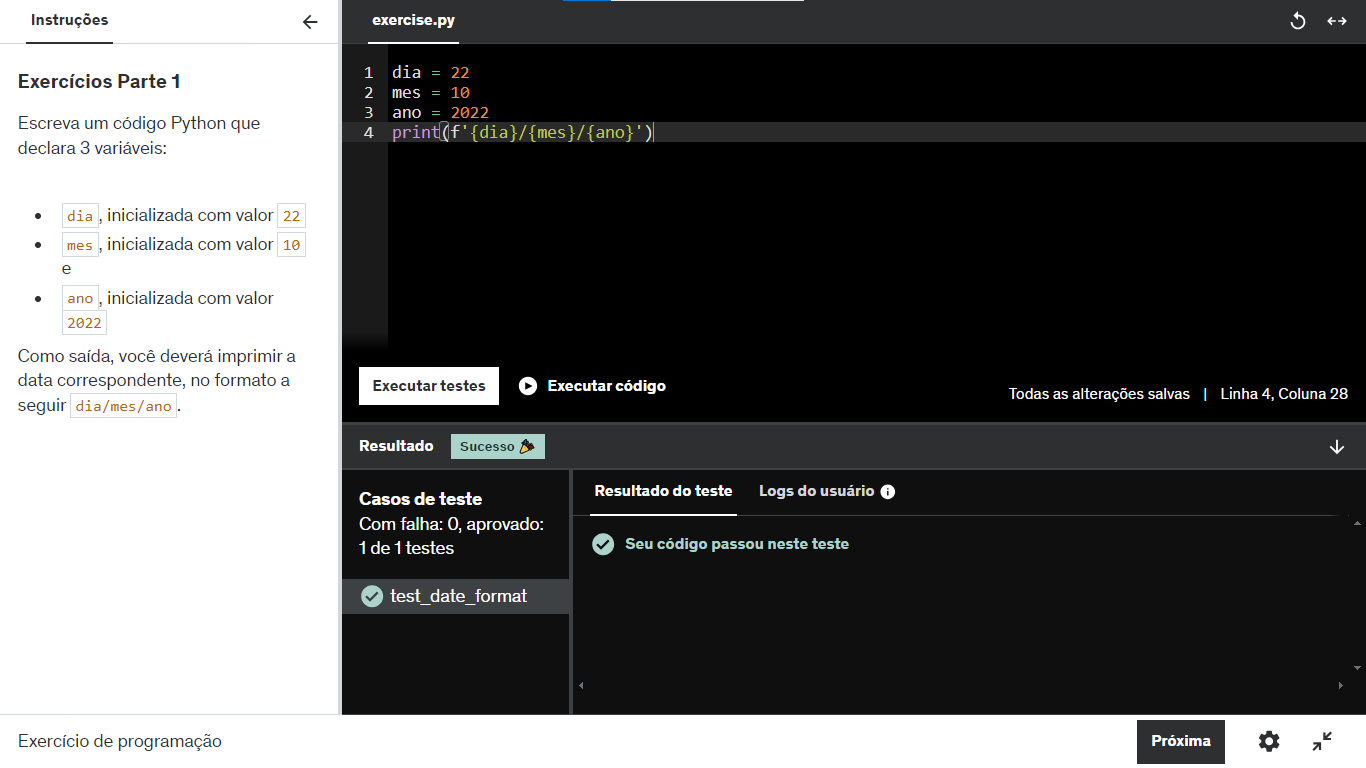 Instruções
Exercícios Parte 1
Escreva um código Python que
declara 3 variáveis:
dia, inicializada com valor 22
mes, inicializada com valor 10
e
ano, inicializada com valor
2022
Como saída, você deverá imprimir a
data correspondente, no formato a
seguir dia/mes/ano.
exercise.py
1 dia = 22
2 mes = 10
3 ano = 2022
4 print(f'{dia}/{mes}/{ano}')
Executar testes
Executar código
Todas as alterações salvas | Linha 4, Coluna 28
Resultado
Sucesso
Casos de teste
Com falha: 0, aprovado:
1 de 1 testes
test_date_format
Resultado do teste
Logs do usuário
Seu código passou neste teste
Exercício de programação
Próxima